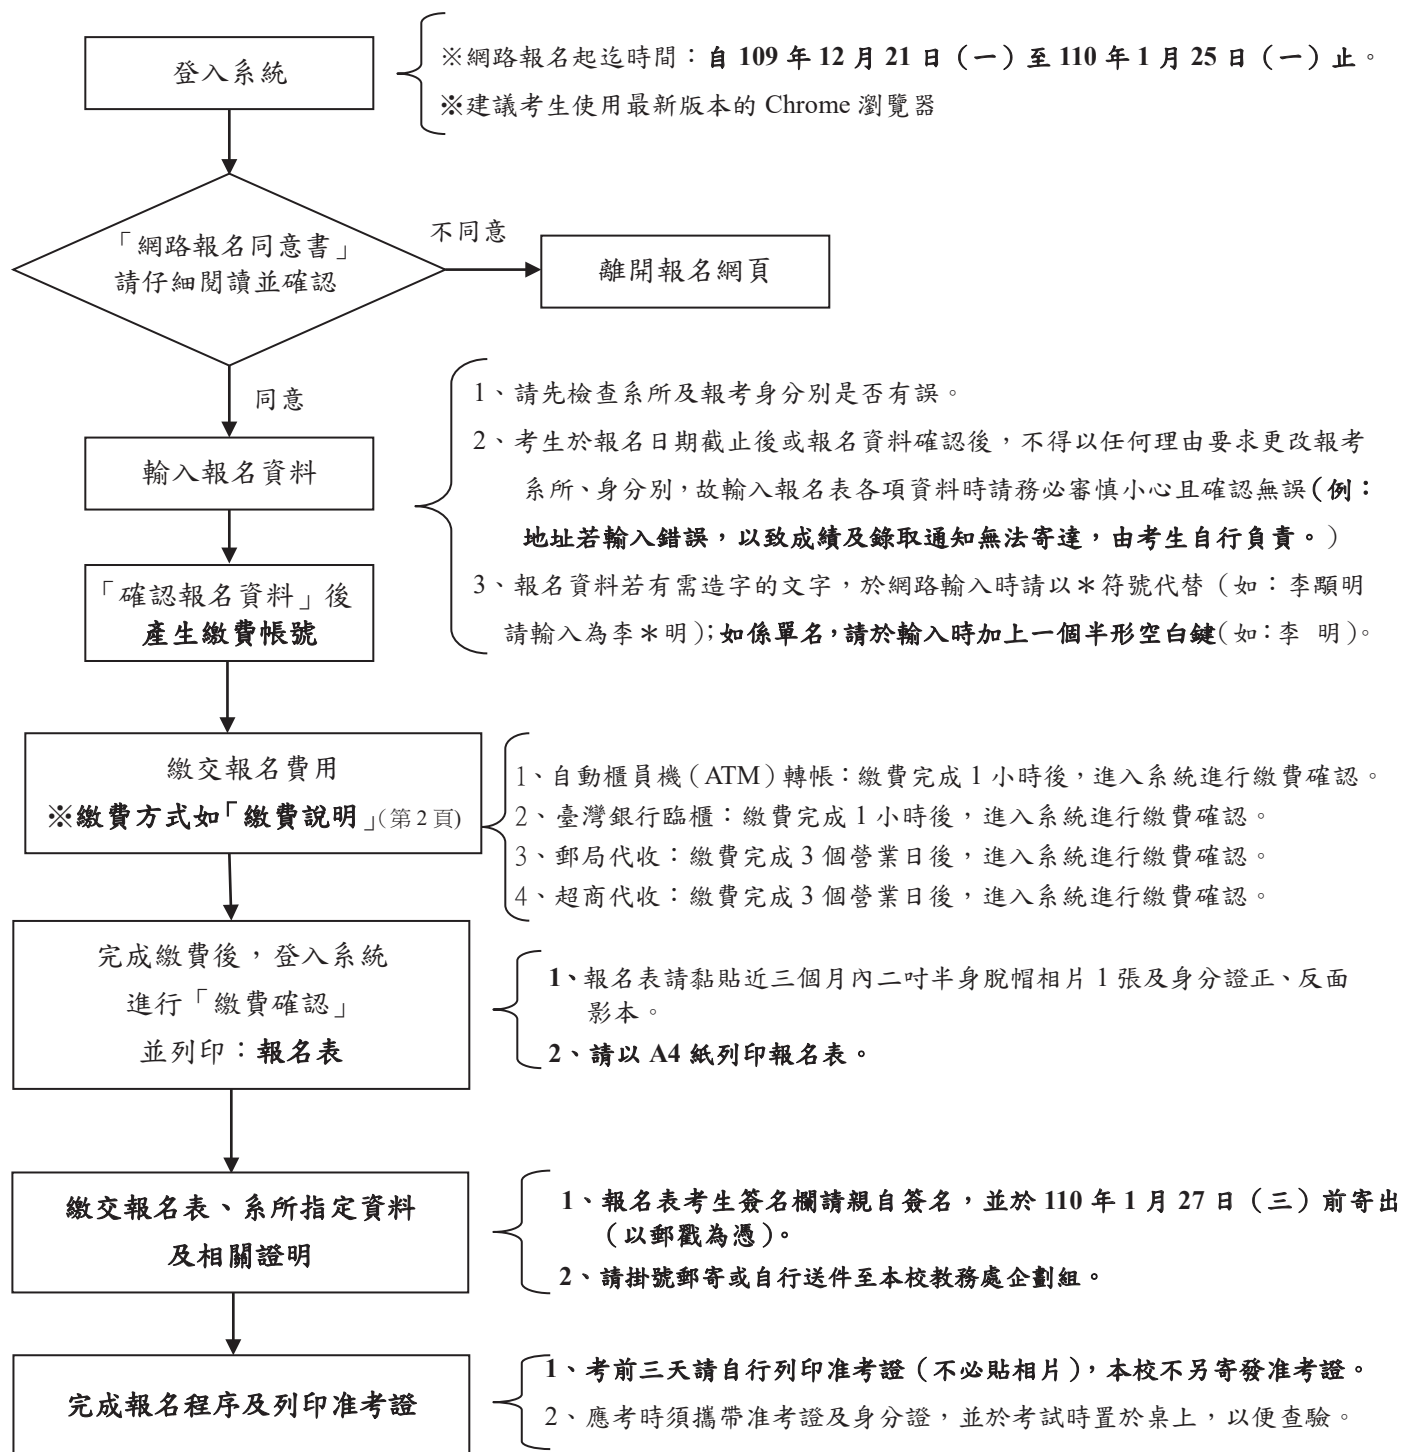 登入系統
※網路報名起迄時間：自 109 年 12 月 21 日（一）至 110 年 1 月 25 日（一）止。
※建議考生使用最新版本的 Chrome 瀏覽器
「網路報名同意書」
請仔細閱讀並確認
不同意
離開報名網頁
同意
輸入報名資料
1、請先檢查系所及報考身分別是否有誤。
2、考生於報名日期截止後或報名資料確認後，不得以任何理由要求更改報考
系所、身分別，故輸入報名表各項資料時請務必審慎小心且確認無誤（例：
地址若輸入錯誤，以致成績及錄取通知無法寄達，由考生自行負責。）
3、報名資料若有需造字的文字，於網路輸入時請以＊符號代替（如：李顯明
請輸入為李＊明）；如係單名，請於輸入時加上一個半形空白鍵（如：李 明）。
「確認報名資料」後
產生繳費帳號
繳交報名費用
※繳費方式如「繳費說明」（第 2 頁)
1、自動櫃員機（ATM）轉帳：繳費完成 1 小時後，進入系統進行繳費確認。
2、臺灣銀行臨櫃：繳費完成 1 小時後，進入系統進行繳費確認。
3、郵局代收：繳費完成 3 個營業日後，進入系統進行繳費確認。
4、超商代收：繳費完成 3 個營業日後，進入系統進行繳費確認。
完成繳費後，登入系統
進行「繳費確認」
並列印：報名表
1、報名表請黏貼近三個月內二吋半身脫帽相片 1 張及身分證正、反面
影本。
2、請以 A4 紙列印報名表。
繳交報名表、系所指定資料
及相關證明
1、報名表考生簽名欄請親自簽名，並於 110 年 1 月 27 日（三）前寄出
（以郵戳為憑）。
2、請掛號郵寄或自行送件至本校教務處企劃組。
完成報名程序及列印准考證
1、考前三天請自行列印准考證（不必貼相片），本校不另寄發准考證。
2、應考時須攜帶准考證及身分證，並於考試時置於桌上，以便查驗。